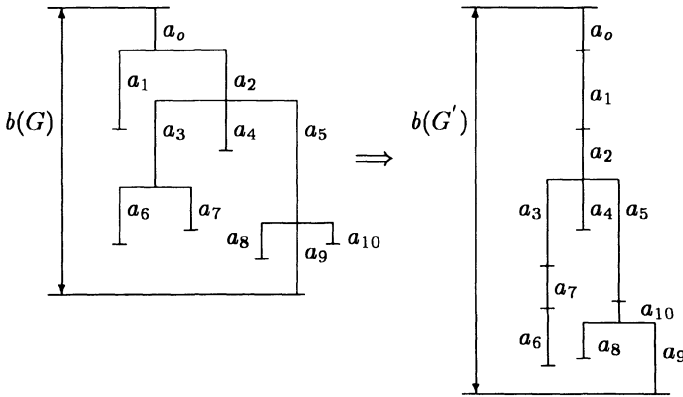 a_o
a_1 a_2
b(G) a_3 a_4 a_5
a_6 a_7
a_8 a_9 a_10
⟹
a_o
a_1
b(G')
a_2
a_3 a_4 a_5
a_7
a_10
a_6 a_8 a_9